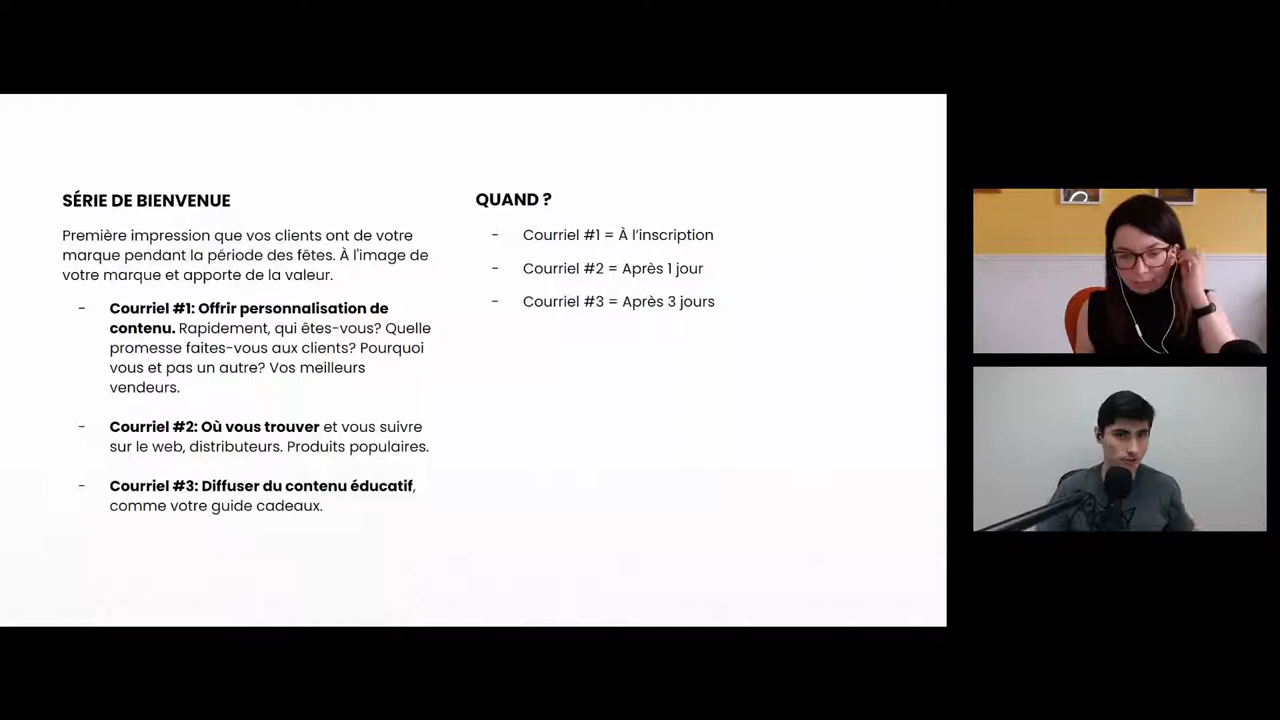 SÉRIE DE BIENVENUE
Première impression que vos clients ont de votre
marque pendant la période des fêtes. À l'image de
votre marque et apporte de la valeur.
- Courriel #1: Offrir personnalisation de
contenu. Rapidement, qui êtes-vous? Quelle
promesse faites-vous aux clients? Pourquoi
vous et pas un autre? Vos meilleurs
vendeurs.
- Courriel #2: Où vous trouver et vous suivre
sur le web, distributeurs. Produits populaires.
- Courriel #3: Diffuser du contenu éducatif,
comme votre guide cadeaux.
QUAND ?
- Courriel #1 = À l’inscription
- Courriel #2 = Après 1 jour
- Courriel #3 = Après 3 jours